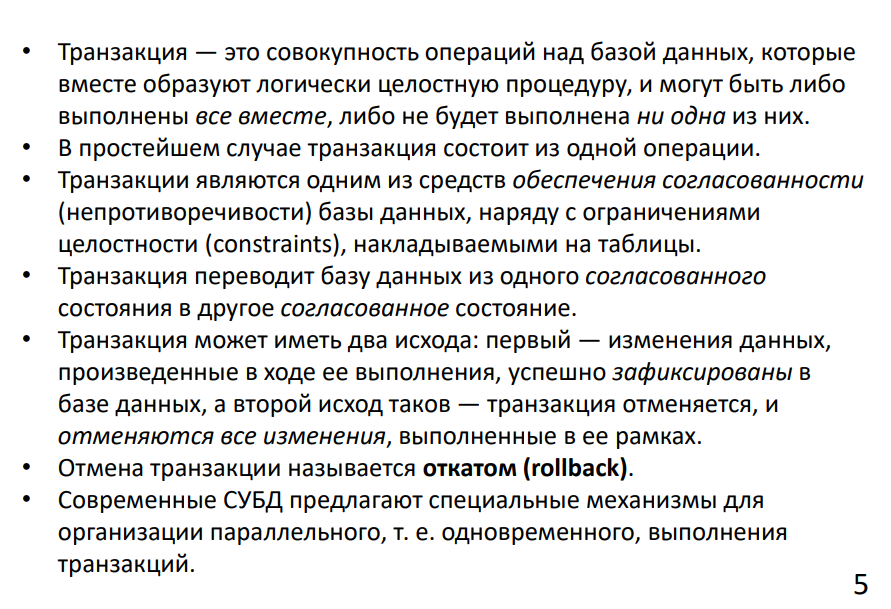 • Транзакция — это совокупность операций над базой данных, которые
вместе образуют логически целостную процедуру, и могут быть либо
выполнены все вместе, либо не будет выполнена ни одна из них.
• В простейшем случае транзакция состоит из одной операции.
• Транзакции являются одним из средств обеспечения согласованности
(непротиворечивости) базы данных, наряду с ограничениями
целостности (constraints), накладываемыми на таблицы.
• Транзакция переводит базу данных из одного согласованного
состояния в другое согласованное состояние.
• Транзакция может иметь два исхода: первый — изменения данных,
произведенные в ходе ее выполнения, успешно зафиксированы в
базе данных, а второй исход таков — транзакция отменяется, и
отменяются все изменения, выполненные в ее рамках.
• Отмена транзакции называется откатом (rollback).
• Современные СУБД предлагают специальные механизмы для
организации параллельного, т. е. одновременного, выполнения
транзакций.
5